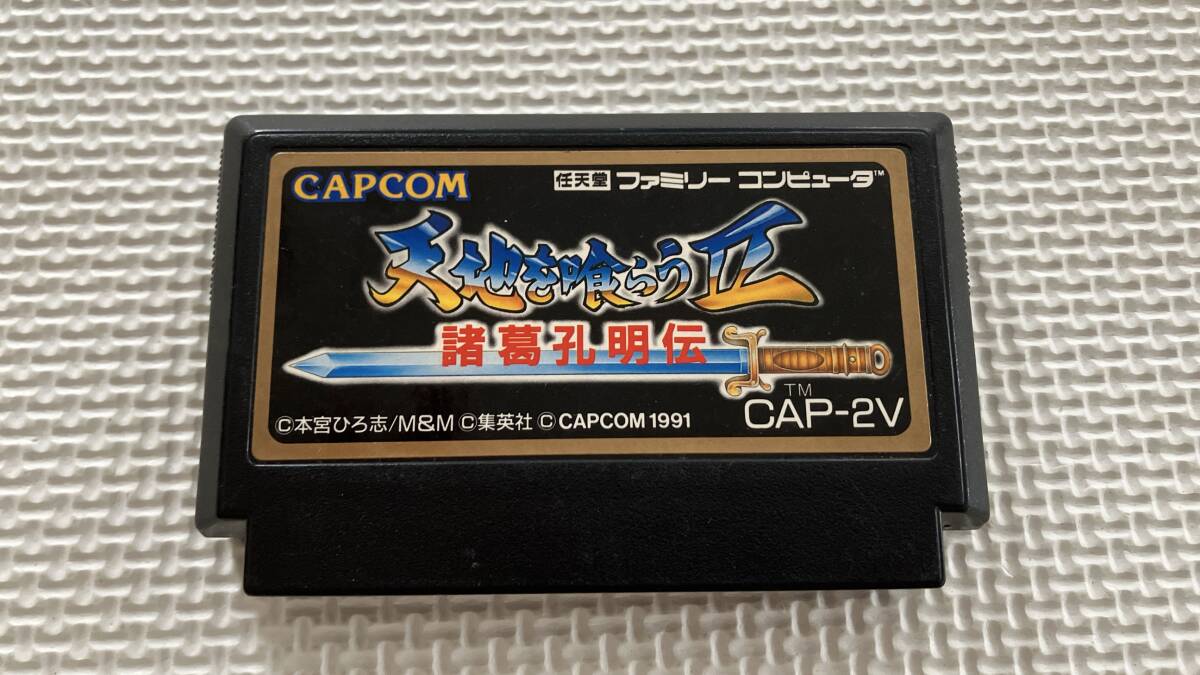 CAPCOM
任天堂 ファミリー コンピュータ™
天地を喰らうⅡ
諸葛孔明伝
TM
CAP-2V
©本宮ひろ志/M&M ©集英社 © CAPCOM 1991